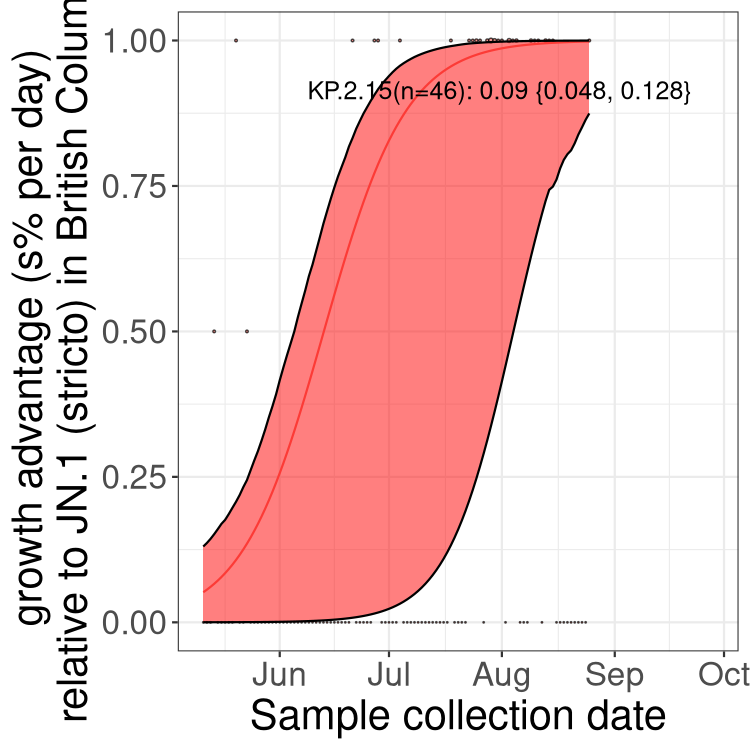 growth advantage (s% per day)
relative to JN.1 (stricto) in British Colum
1.00
0.75
0.50
0.25
0.00
KP.2.15(n=46): 0.09 {0.048, 0.128}
Jun Jul Aug Sep Oct
Sample collection date